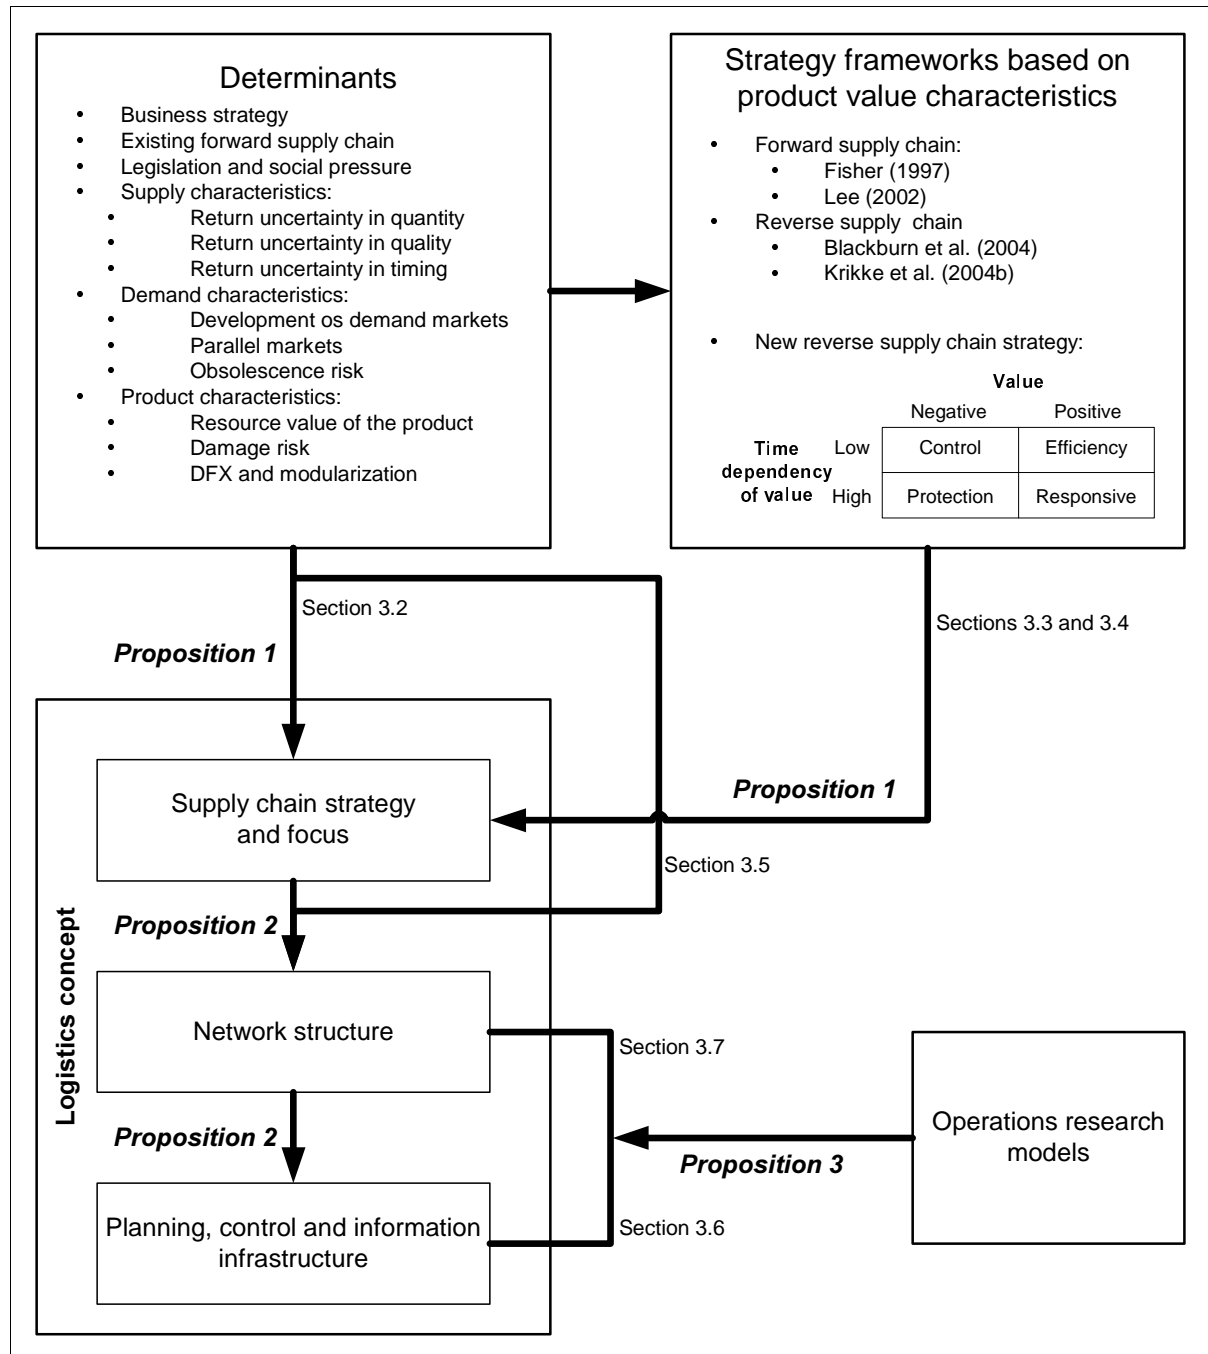 Determinants
• Business strategy
• Existing forward supply chain
• Legislation and social pressure
• Supply characteristics:
• Return uncertainty in quantity
• Return uncertainty in quality
• Return uncertainty in timing
• Demand characteristics:
• Development os demand markets
• Parallel markets
• Obsolescence risk
• Product characteristics:
• Resource value of the product
• Damage risk
• DFX and modularization
Strategy frameworks based on
product value characteristics
• Forward supply chain:
• Fisher (1997)
• Lee (2002)
• Reverse supply chain
• Blackburn et al. (2004)
• Krikke et al. (2004b)
• New reverse supply chain strategy:
Value
Negative Positive
Time
dependency
of value
Low Control Efficiency
High Protection Responsive
Section 3.2
Sections 3.3 and 3.4
Proposition 1
Proposition 1
Supply chain strategy
and focus
Section 3.5
Proposition 2
Logistics concept
Network structure
Section 3.7
Proposition 2
Proposition 3
Operations research
models
Planning, control and information
infrastructure
Section 3.6